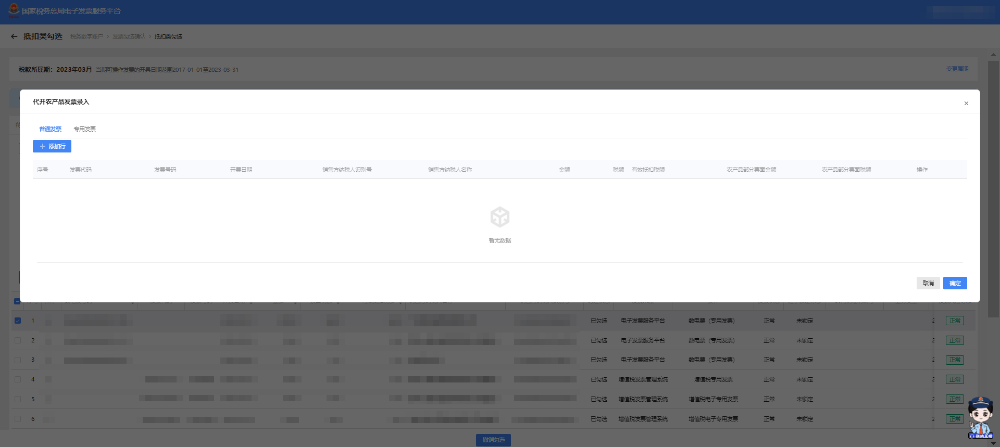 国家税务总局电子发票服务平台
抵扣类勾选 税务数字账户 > 发票勾选确认 > 抵扣类勾选
税款所属期：2023年03月 当期可操作发票的开具日期范围2017-01-01至2023-03-31 变更属期
代开农产品发票录入
普通发票 专用发票
添加行
序号 发票代码 发票号码 开票日期 销售方纳税人识别号 销售方纳税人名称 金额 税额 有效抵扣税额 农产品部分票面金额 农产品部分票面税额 操作
暂无数据
取消 确定
1 已勾选 电子发票服务平台 数电票（专用发票） 正常 未锁定 2 正常
2 已勾选 电子发票服务平台 数电票（专用发票） 正常 未锁定 2 正常
3 已勾选 电子发票服务平台 数电票（专用发票） 正常 未锁定 2 正常
4 已勾选 增值税发票管理系统 增值税专用发票 正常 未锁定 2 正常
5 已勾选 增值税发票管理系统 增值税电子专用发票 正常 未锁定 2 正常
6 已勾选 增值税发票管理系统 增值税电子专用发票 正常 未锁定 2 正常
征纳互动
撤销勾选